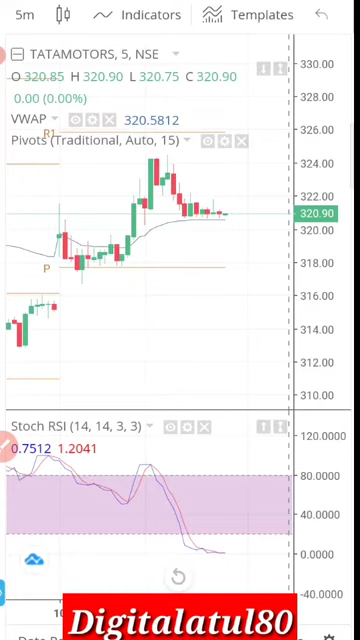 5m Indicators Templates
TATAMOTORS, 5, NSE
O 320.85 H 320.90 L 320.75 C 320.90
0.00 (0.00%)
VWAP 320.5812
R1
Pivots (Traditional, Auto, 15)
P
330.00
328.00
326.00
324.00
322.00
320.90
320.00
318.00
316.00
314.00
312.00
310.00
Stoch RSI (14, 14, 3, 3)
0.7512 1.2041
120.0000
80.0000
40.0000
0.0000
-40.0000
Digitalatul80